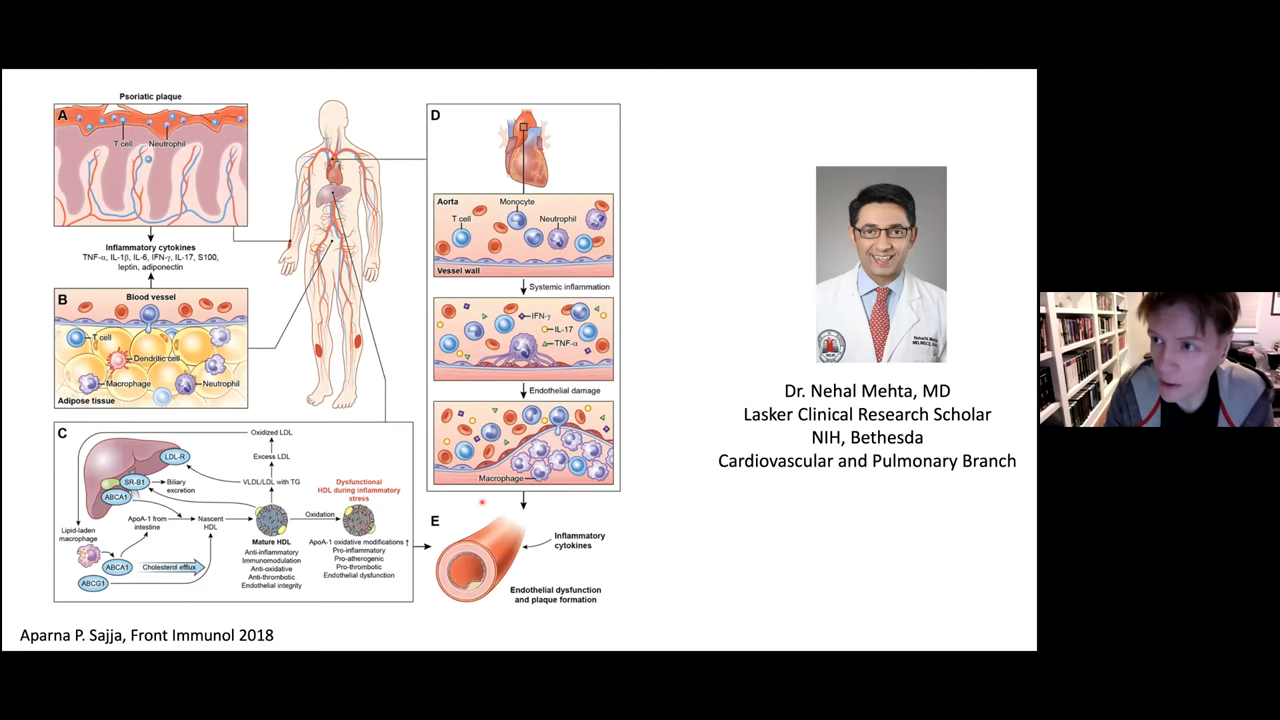 Psoriatic plaque
A
T cell
Neutrophil
Inflammatory cytokines
TNF-α, IL-1β, IL-6, IFN-γ, IL-17, S100,
leptin, adiponectin
B
Blood vessel
T cell
Dendritic cell
Macrophage
Neutrophil
Adipose tissue
C
Oxidized LDL
LDL-R
Excess LDL
SR-B1
Biliary
excretion
VLDL/LDL with TG
Dysfunctional
HDL during inflammatory
stress
ABCA1
Lipid-laden
macrophage
ApoA-1 from
intestine
Nascent
HDL
Oxidation
Mature HDL
Anti-inflammatory
Immunomodulation
Anti-oxidative
Anti-thrombotic
Endothelial integrity
ApoA-1 oxidative modifications ↑
Pro-inflammatory
Pro-atherogenic
Pro-thrombotic
Endothelial dysfunction
ABCA1
Cholesterol efflux
ABCG1
D
Aorta
Monocyte
T cell
Neutrophil
Vessel wall
Systemic inflammation
IFN-γ
IL-17
TNF-α
Endothelial damage
Macrophage
E
Inflammatory
cytokines
Endothelial dysfunction
and plaque formation
Dr. Nehal Mehta, MD
Lasker Clinical Research Scholar
NIH, Bethesda
Cardiovascular and Pulmonary Branch
Aparna P. Sajja, Front Immunol 2018